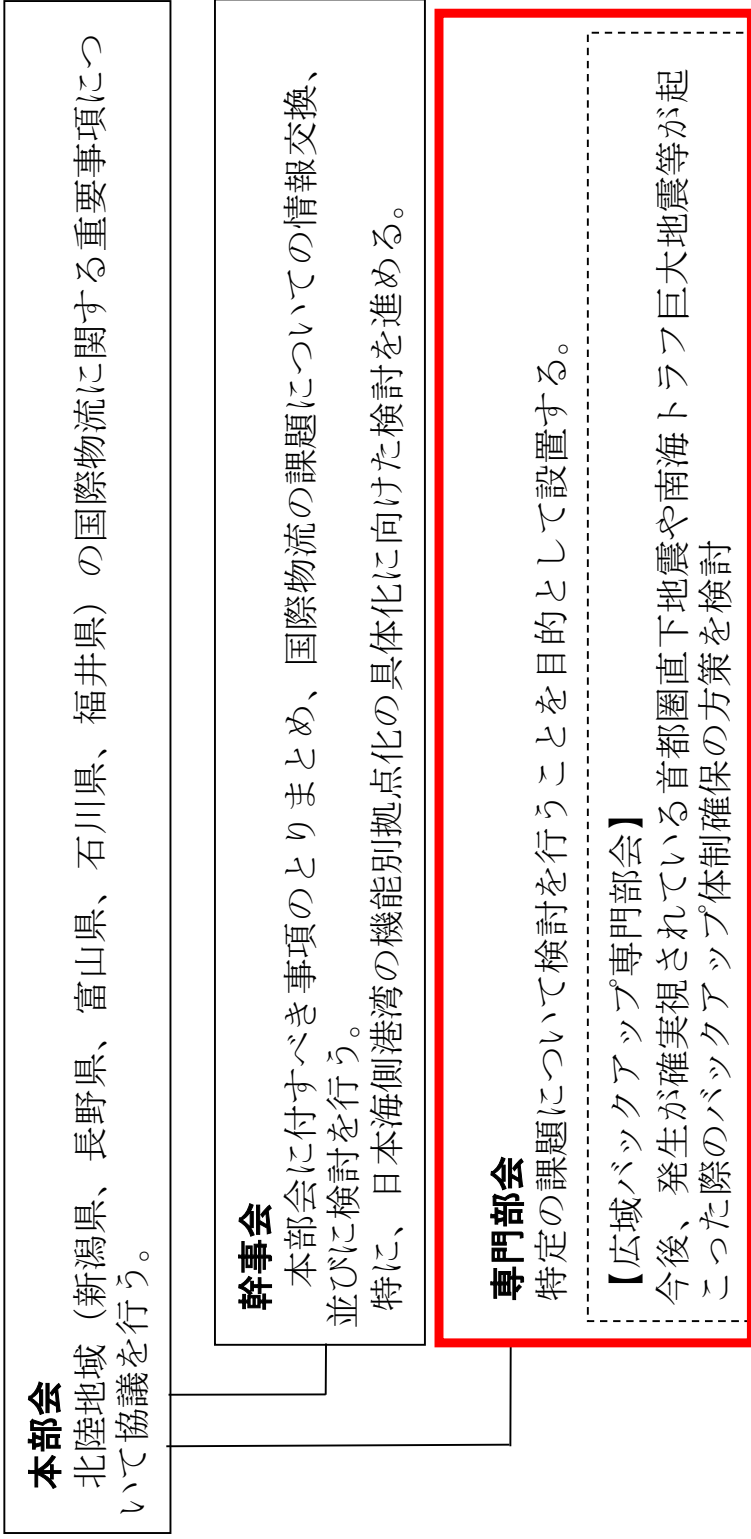 本部会
北陸地域（新潟県、長野県、富山県、石川県、福井県）の国際物流に関する重要事項につ
いて協議を行う。
幹事会
本部会に付すべき事項のとりまとめ、国際物流の課題についての情報交換、
並びに検討を行う。
特に、日本海側港湾の機能別拠点化の具体化に向けた検討を進める。
専門部会
特定の課題について検討を行うことを目的として設置する。
【広域バックアップ専門部会】
今後、発生が確実視されている首都圏直下地震や南海トラフ巨大地震等が起
こった際のバックアップ体制確保の方策を検討